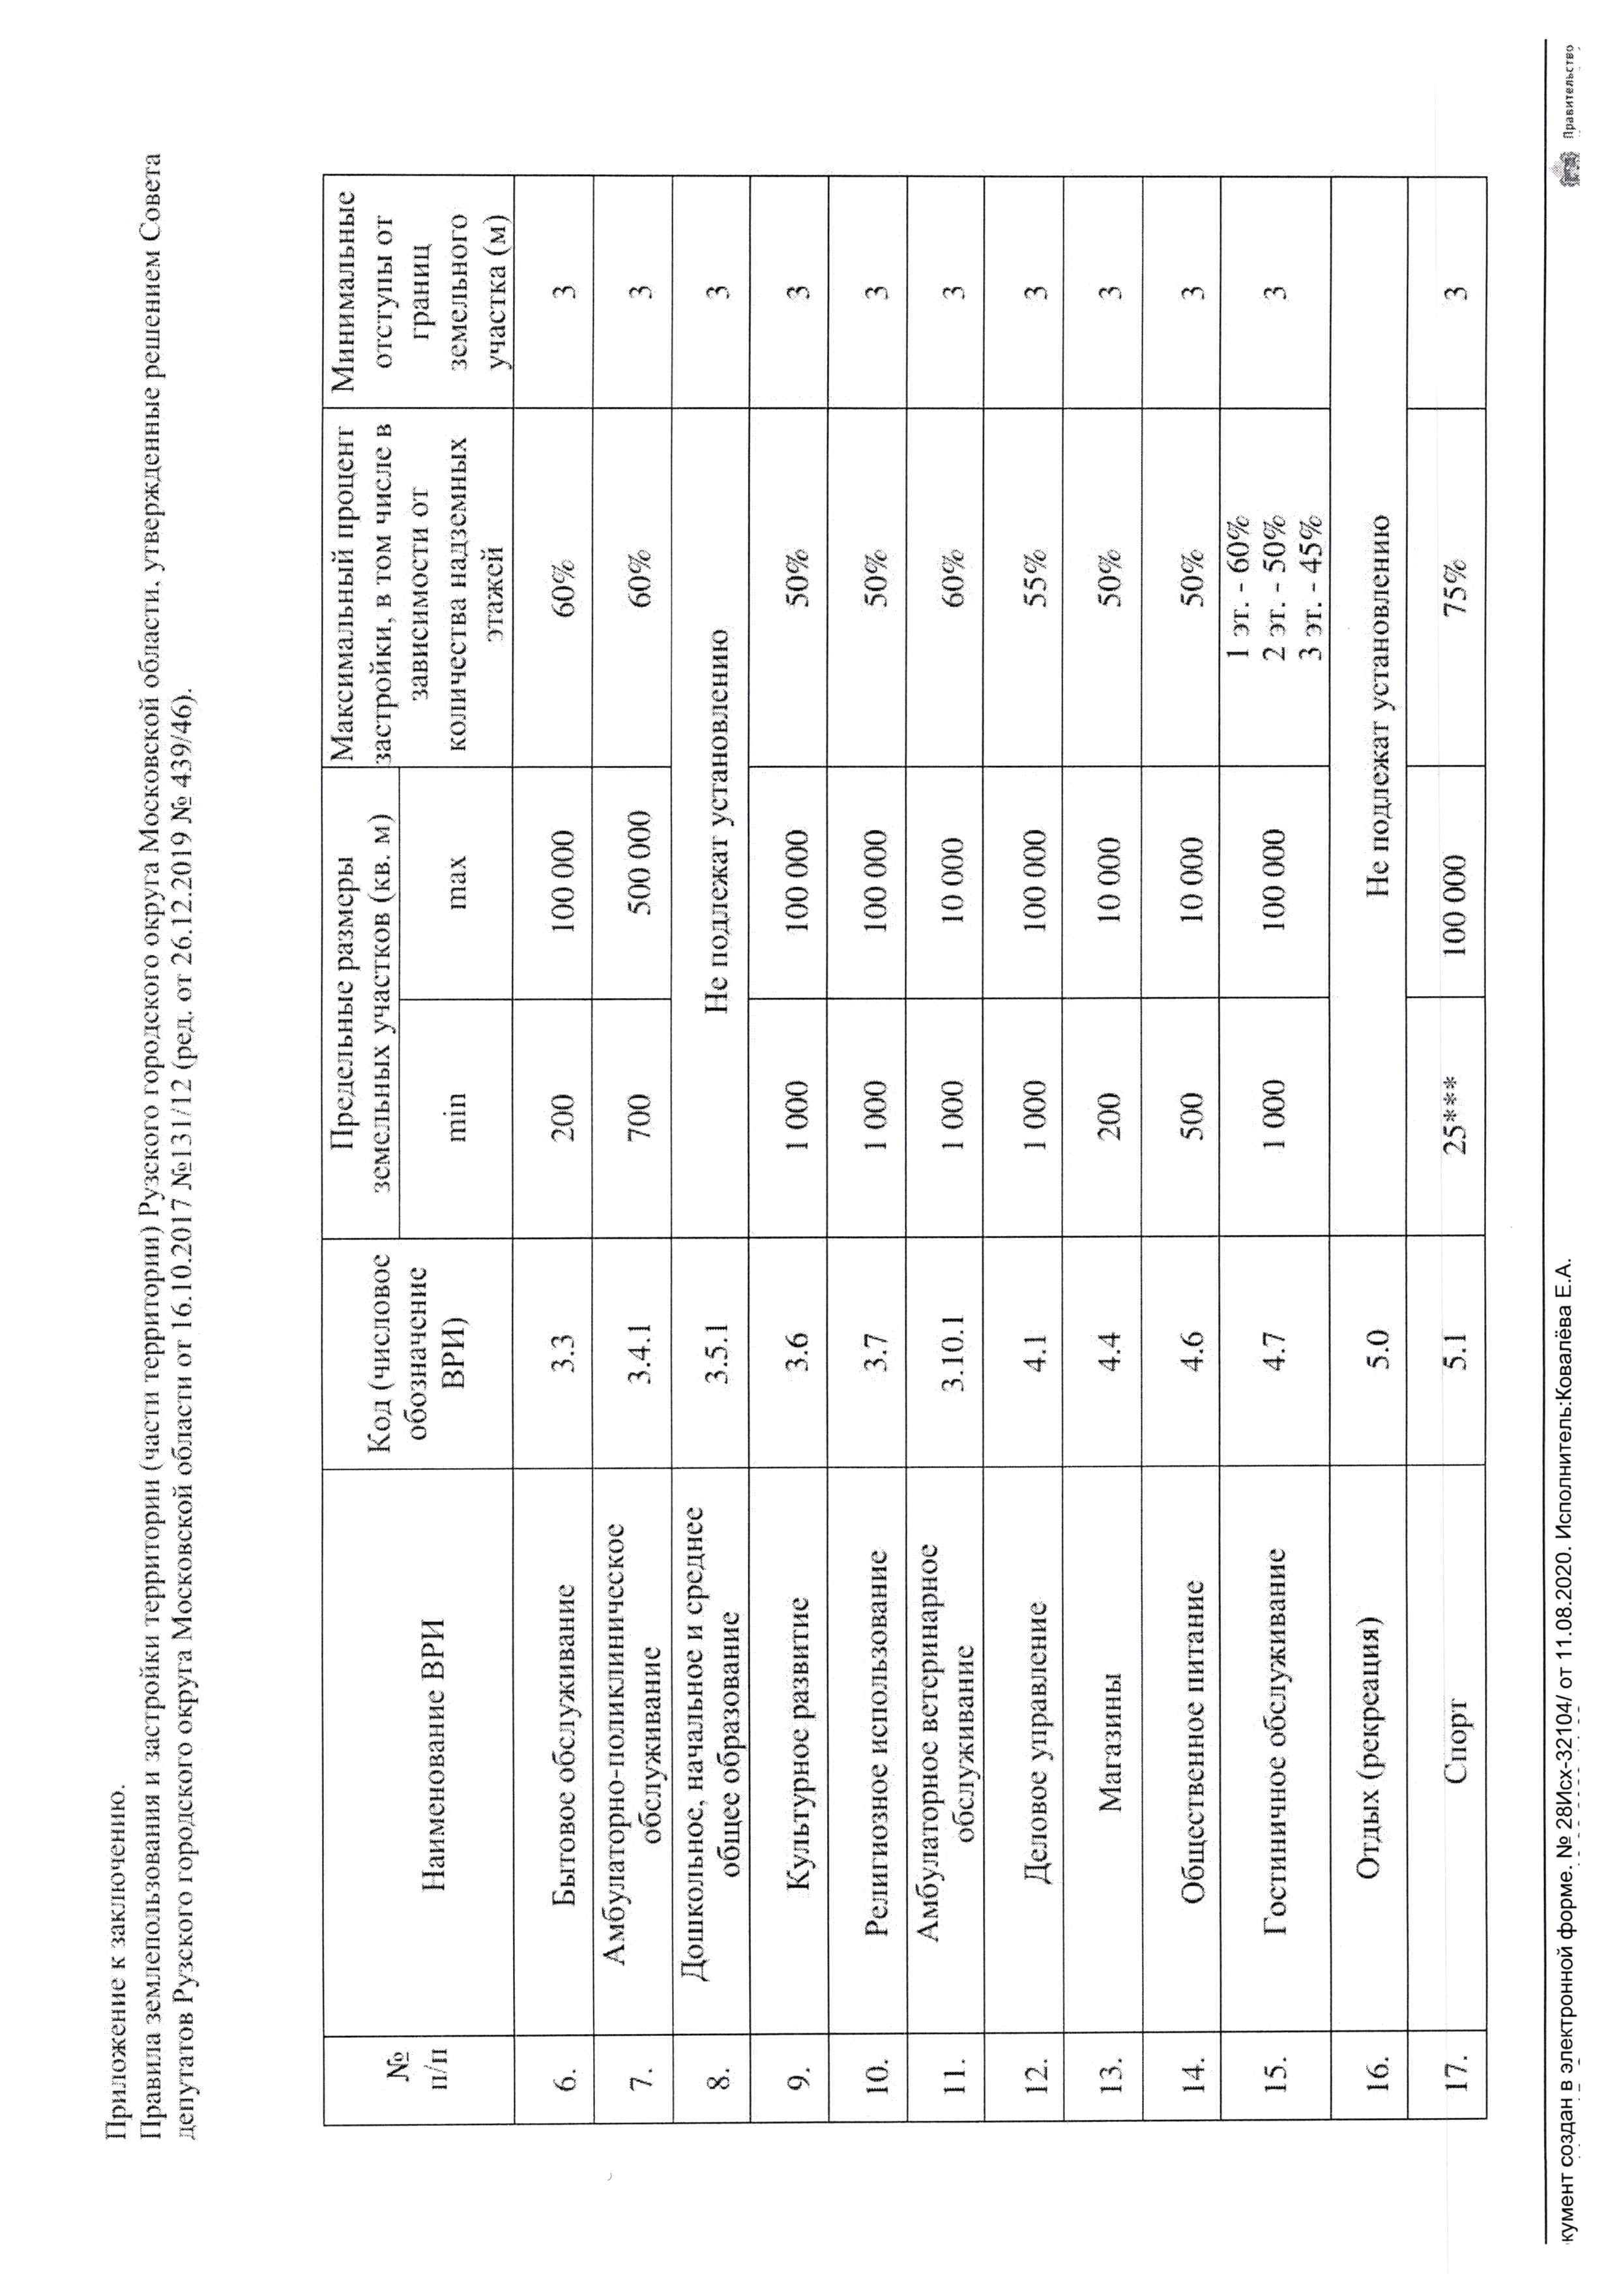 Приложение к заключению.
Правила землепользования и застройки территории (части территории) Рузского городского округа Московской области, утвержденные решением Совета
депутатов Рузского городского округа Московской области от 16.10.2017 №131/12 (ред. от 26.12.2019 № 439/46).
№ п/п
Наименование ВРИ
Код (числовое
обозначение
ВРИ)
Предельные размеры
земельных участков (кв. м)
min
max
Максимальный процент
застройки, в том числе в
зависимости от
количества надземных
этажей
Минимальные
отступы от
границ
земельного
участка (м)
6. Бытовое обслуживание 3.3 200 100 000 60% 3
7. Амбулаторно-поликлиническое
обслуживание 3.4.1 700 500 000 60% 3
8. Дошкольное, начальное и среднее
общее образование 3.5.1 Не подлежат установлению 3
9. Культурное развитие 3.6 1 000 100 000 50% 3
10. Религиозное использование 3.7 1 000 100 000 50% 3
11. Амбулаторное ветеринарное
обслуживание 3.10.1 1 000 10 000 60% 3
12. Деловое управление 4.1 1 000 100 000 55% 3
13. Магазины 4.4 200 10 000 50% 3
14. Общественное питание 4.6 500 10 000 50% 3
15. Гостиничное обслуживание 4.7 1 000 100 000
1 эт. - 60%
2 эт. - 50%
3 эт. - 45%
3
16. Отдых (рекреация) 5.0 Не подлежат установлению
17. Спорт 5.1 25*** 100 000 75% 3
кумент создан в электронной форме. № 28Исх-32104/ от 11.08.2020. Исполнитель:Ковалёва Е.А.
Правительство